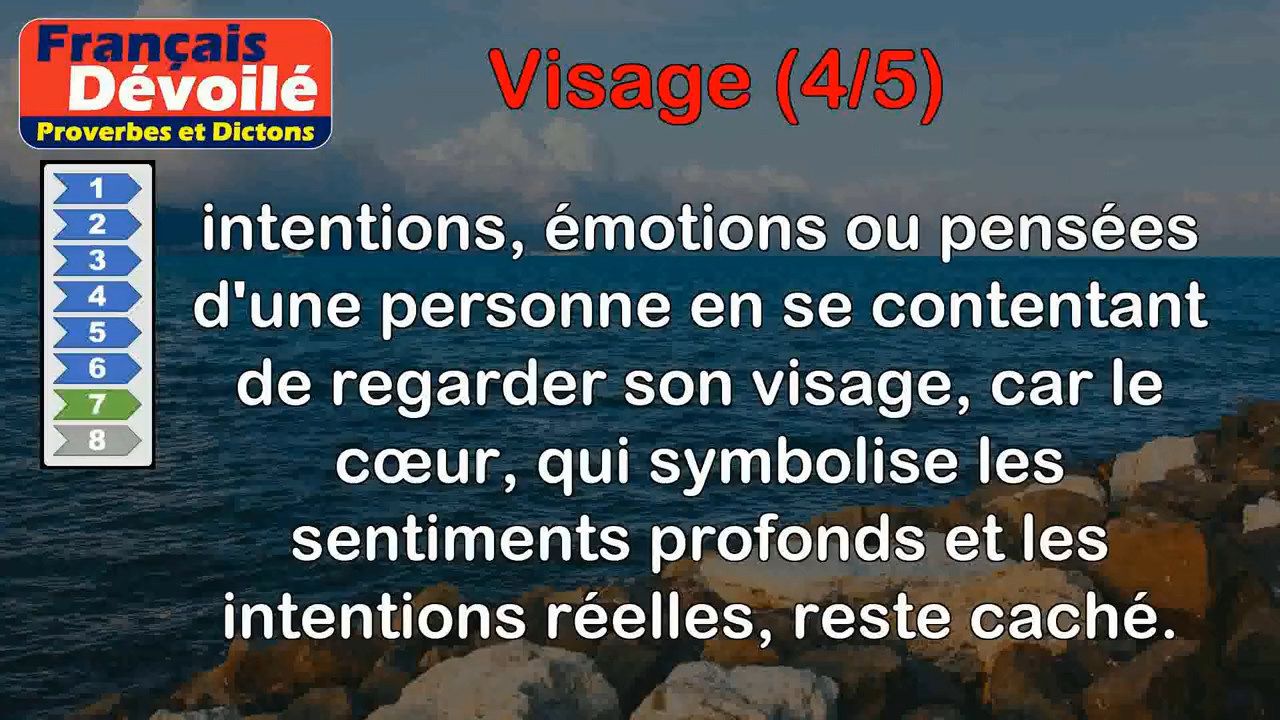 Français
Dévoilé
Proverbes et Dictons
Visage (4/5)
1
2
3
4
5
6
7
8
intentions, émotions ou pensées
d'une personne en se contentant
de regarder son visage, car le
cœur, qui symbolise les
sentiments profonds et les
intentions réelles, reste caché.